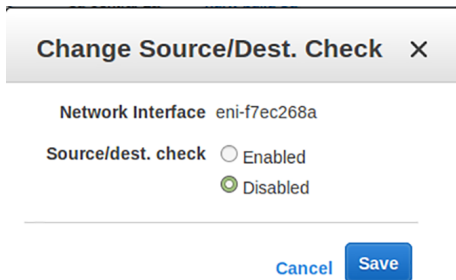 Change Source/Dest. Check ×
Network Interface eni-f7ec268a
Source/dest. check Enabled
Disabled
Cancel Save